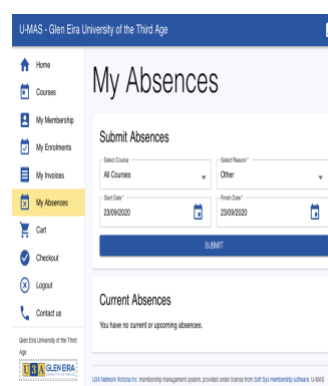 U-MAS - Glen Eira University of the Third Age
Home
Courses
My Membership
My Enrolments
My Invoices
My Absences
Cart
Checkout
Logout
Contact us
Glen Eira University of the Third
Age
U3A GLEN EIRA
My Absences
Submit Absences
Select Course
All Courses
Select Reason*
Other
Start Date*
23/09/2020
Finish Date*
23/09/2020
SUBMIT
Current Absences
You have no current or upcoming absences.
U3A Network Victoria Inc. membership management system, provided under license from Soft Sys membership software. U-MAS